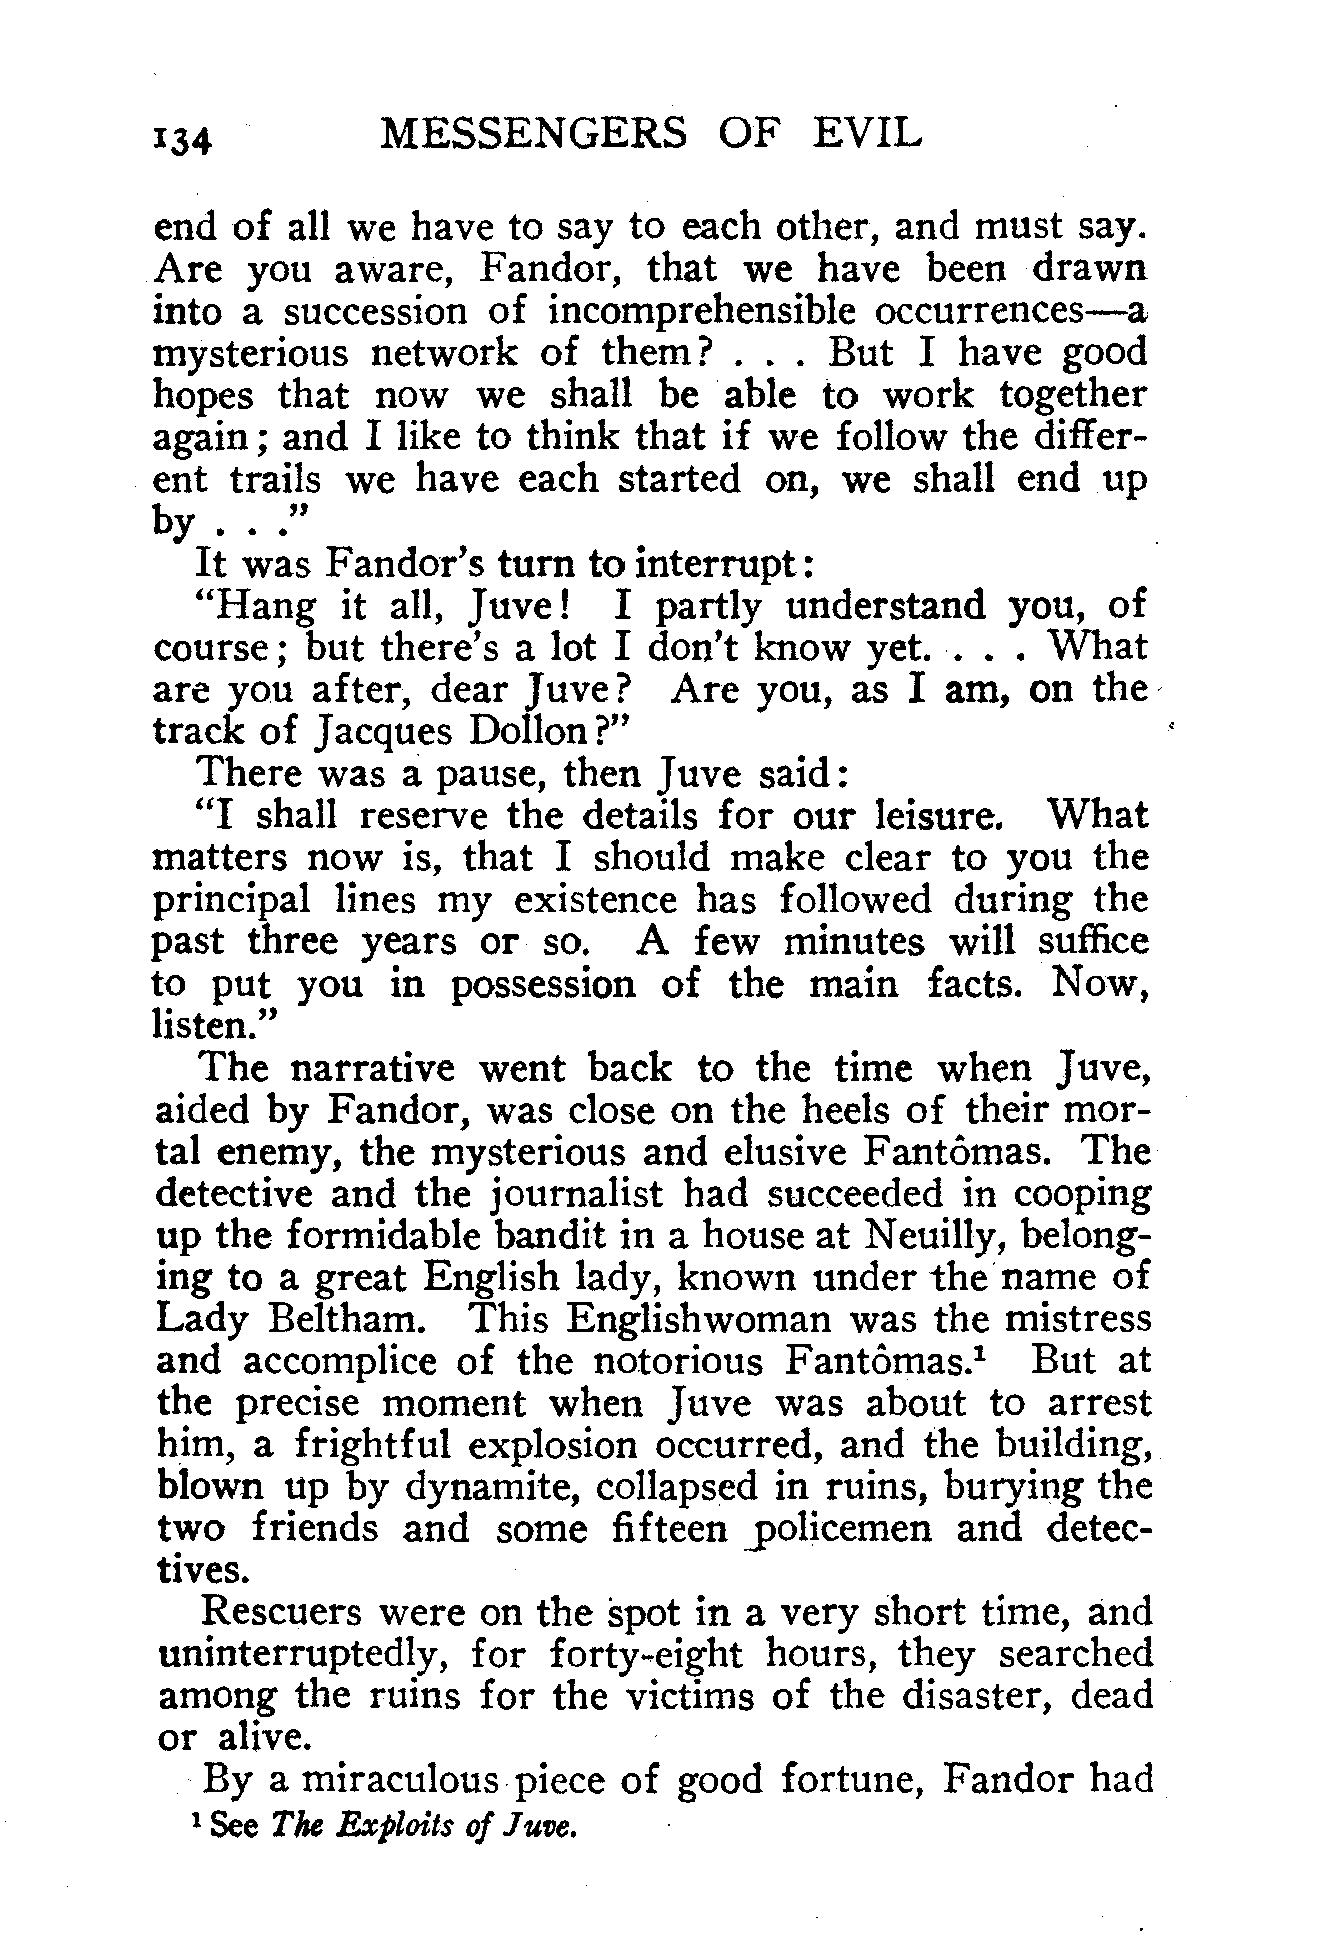 134 MESSENGERS OF EVIL
end of all we have to say to each other, and must say.
Are you aware, Fandor, that we have been drawn
into a succession of incomprehensible occurrences—a
mysterious network of them? . . . But I have good
hopes that now we shall be able to work together
again; and I like to think that if we follow the differ-
ent trails we have each started on, we shall end up
by . . ."
It was Fandor's turn to interrupt:
"Hang it all, Juve! I partly understand you, of
course; but there's a lot I don't know yet. . . . What
are you after, dear Juve? Are you, as I am, on the
track of Jacques Dollon?"
There was a pause, then Juve said:
"I shall reserve the details for our leisure. What
matters now is, that I should make clear to you the
principal lines my existence has followed during the
past three years or so. A few minutes will suffice
to put you in possession of the main facts. Now,
listen."
The narrative went back to the time when Juve,
aided by Fandor, was close on the heels of their mor-
tal enemy, the mysterious and elusive Fantômas. The
detective and the journalist had succeeded in cooping
up the formidable bandit in a house at Neuilly, belong-
ing to a great English lady, known under the name of
Lady Beltham. This Englishwoman was the mistress
and accomplice of the notorious Fantômas.¹ But at
the precise moment when Juve was about to arrest
him, a frightful explosion occurred, and the building,
blown up by dynamite, collapsed in ruins, burying the
two friends and some fifteen policemen and detec-
tives.
Rescuers were on the spot in a very short time, and
uninterruptedly, for forty-eight hours, they searched
among the ruins for the victims of the disaster, dead
or alive.
By a miraculous piece of good fortune, Fandor had
¹ See The Exploits of Juve.